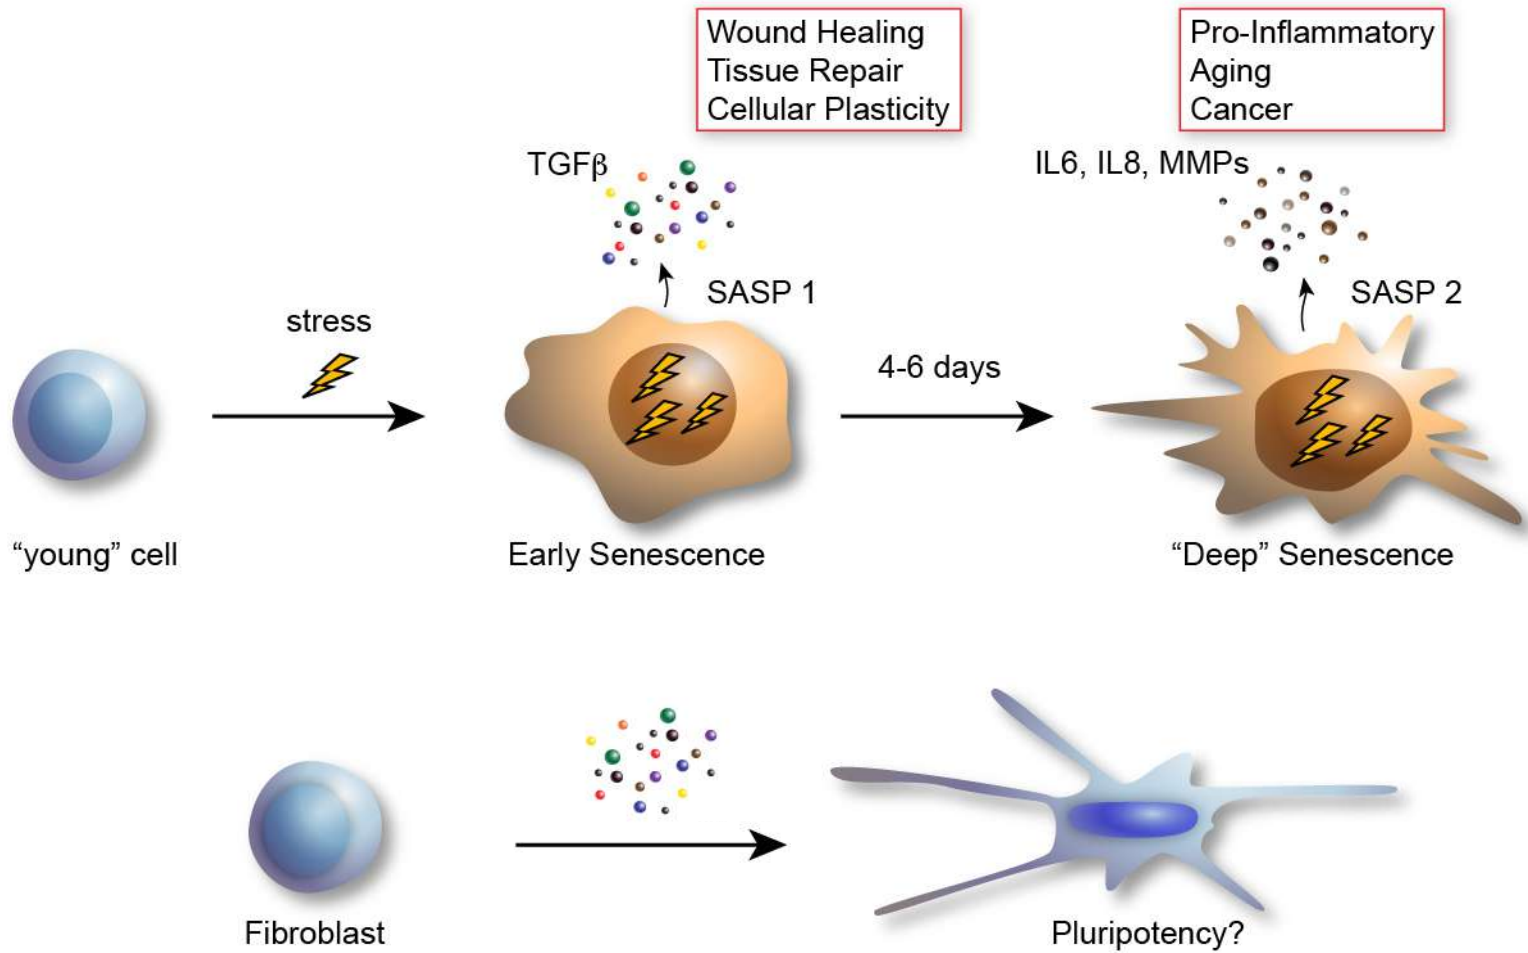 Wound Healing
Tissue Repair
Cellular Plasticity
Pro-Inflammatory
Aging
Cancer
TGFβ
IL6, IL8, MMPs
SASP 1
SASP 2
stress
4-6 days
“young” cell
Early Senescence
“Deep” Senescence
Fibroblast
Pluripotency?